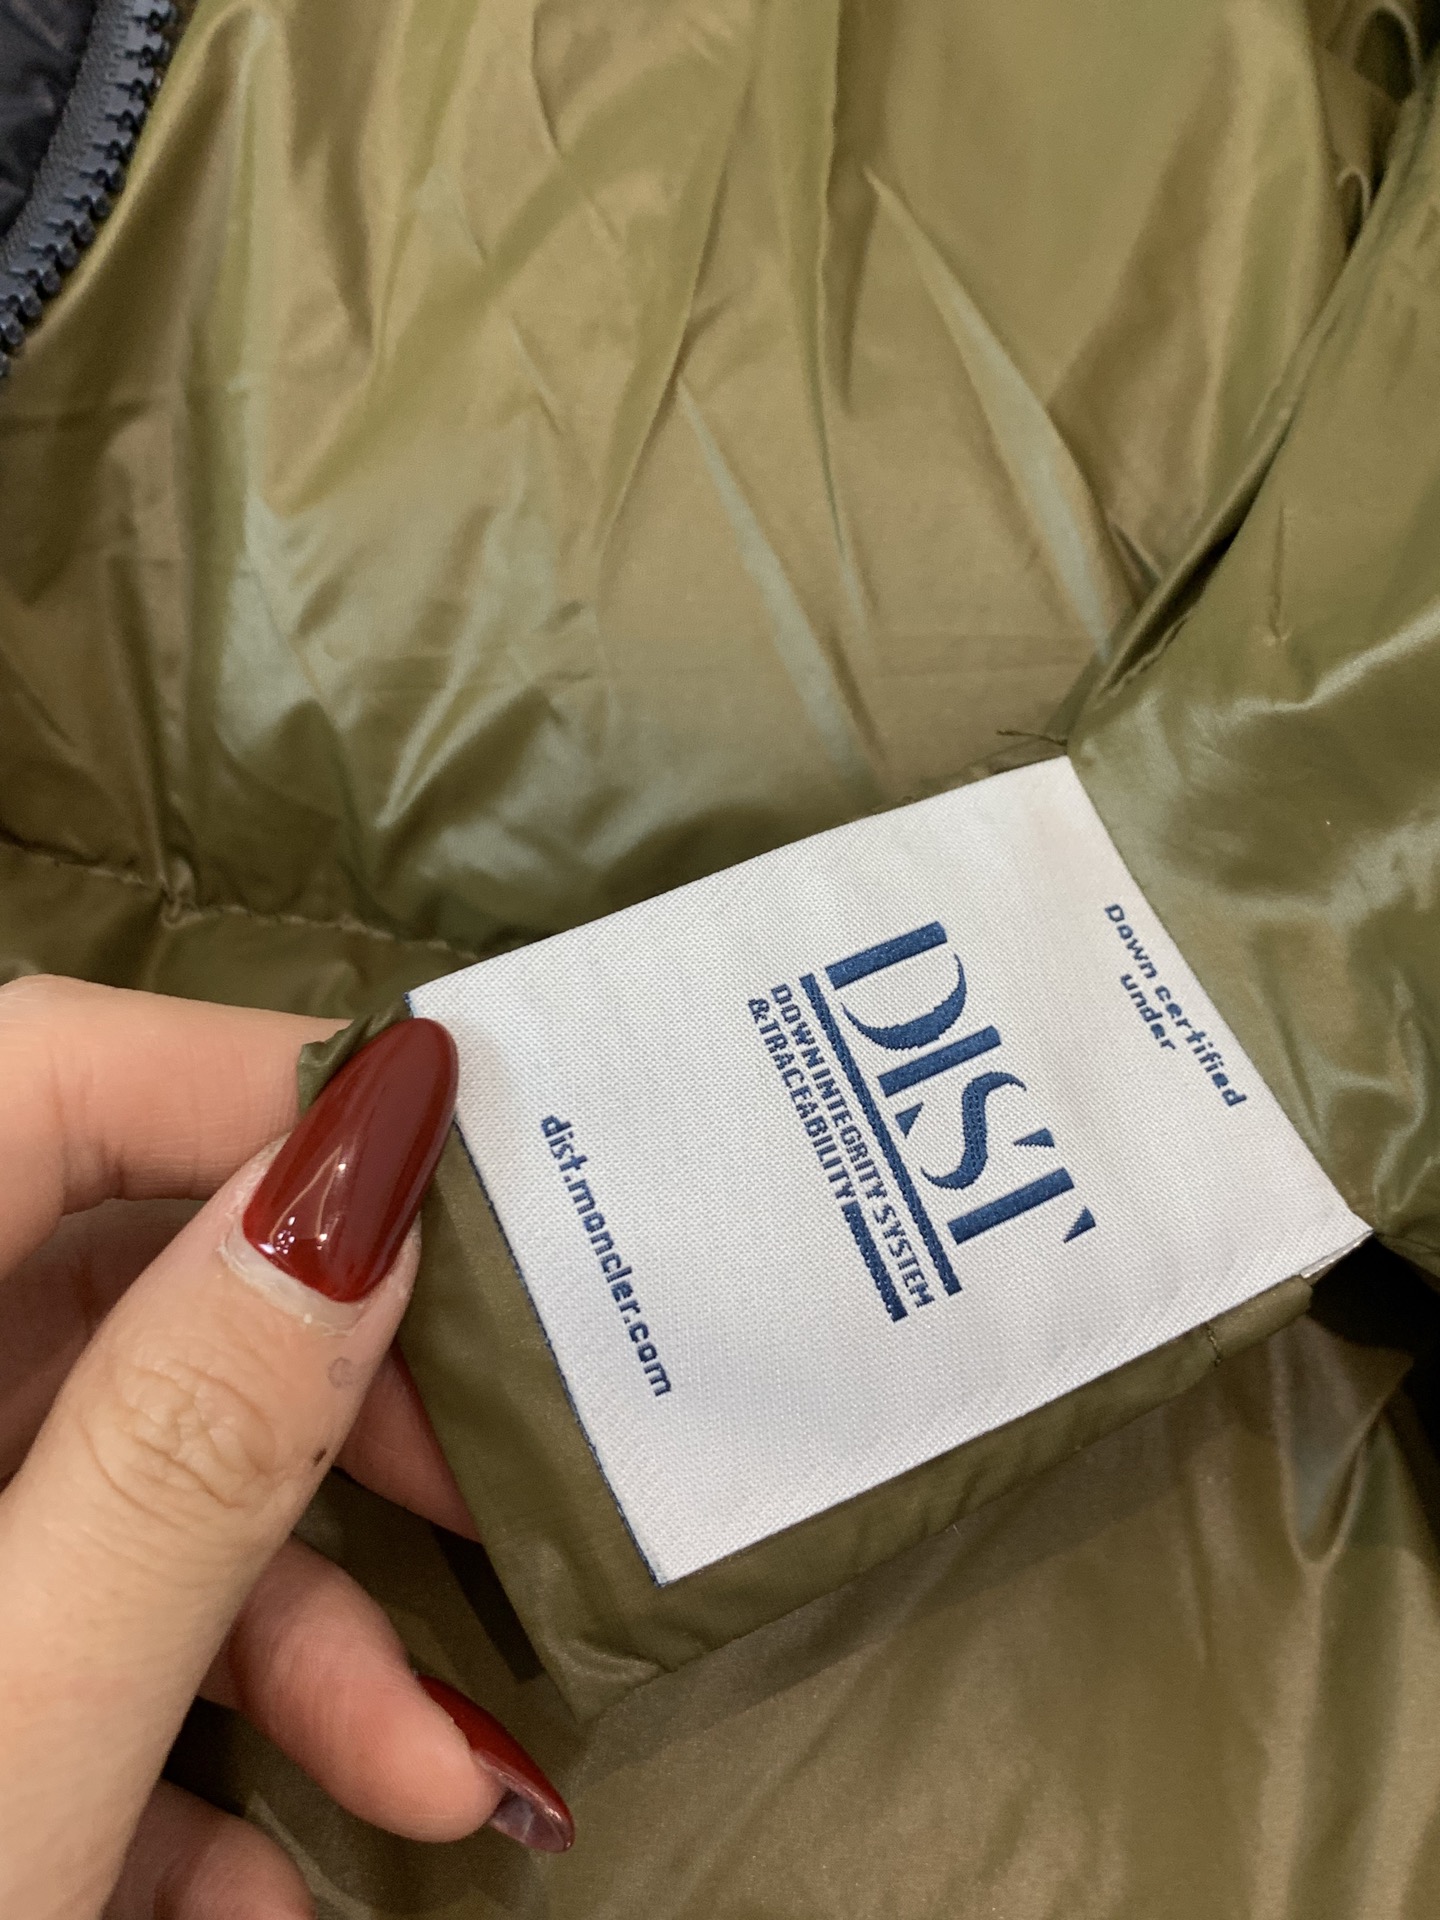 Down certified
under
DIST
DOWN INTEGRITY SYSTEM
&TRACEABILITY
dist.moncler.com